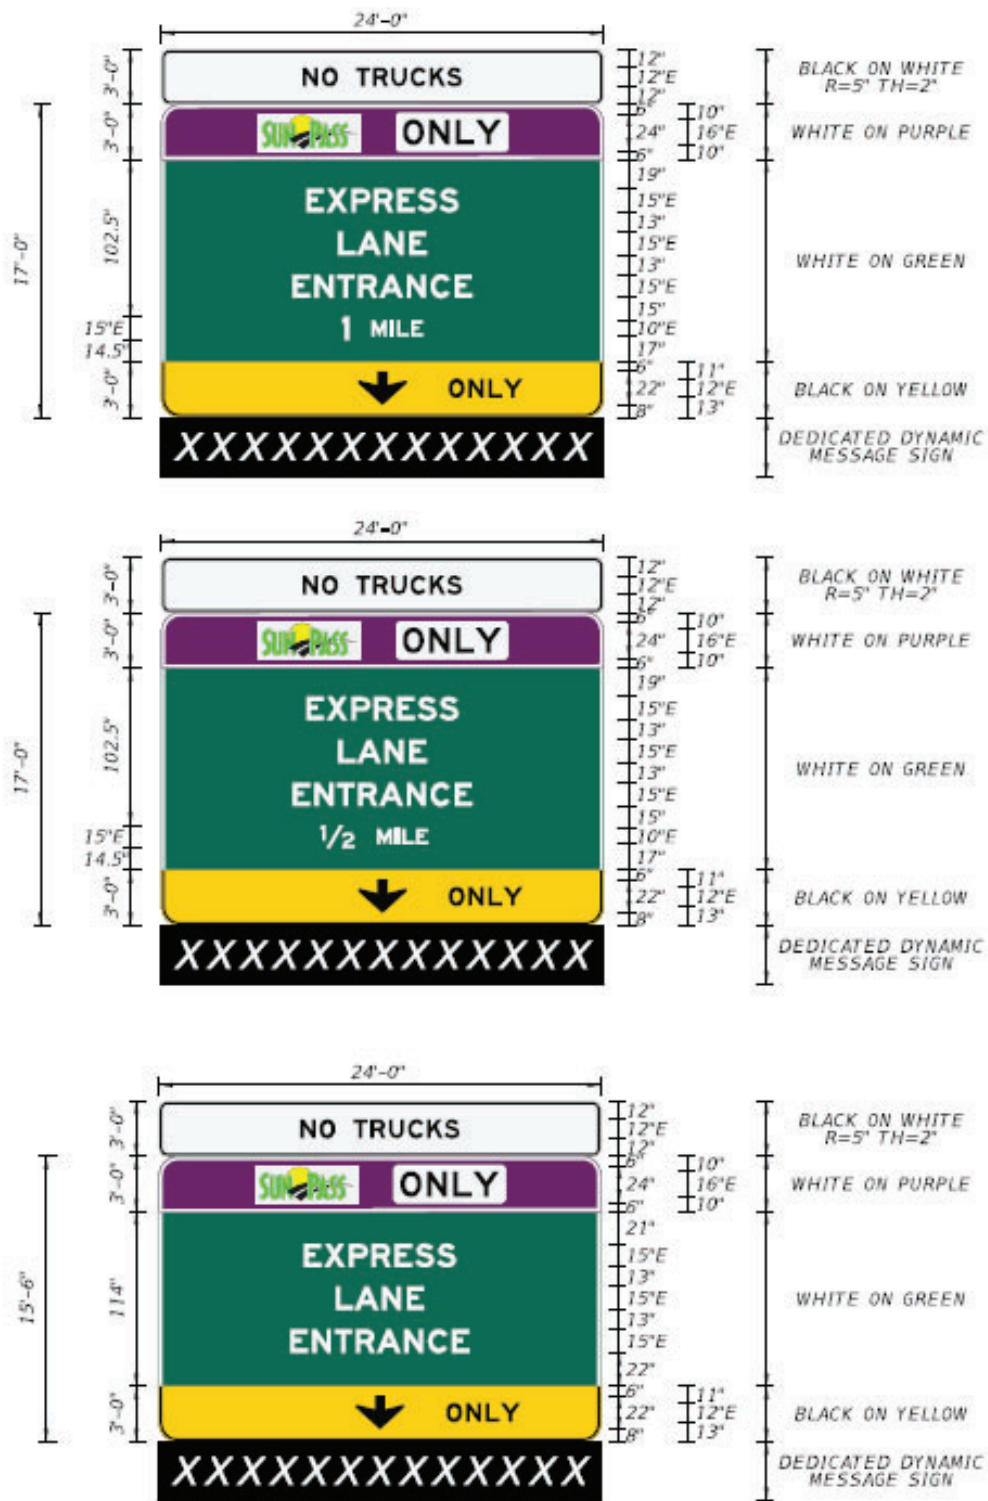 24'-0"
3'-0"
NO TRUCKS
12"
12"E
12"
BLACK ON WHITE
R=5" TH=2"
3'-0"
SUNPASS ONLY
6"
24"
6"
10"
16"E
10"
WHITE ON PURPLE
17'-0"
102.5"
15"E
14.5"
EXPRESS
LANE
ENTRANCE
1 MILE
19"
15"E
13"
15"E
13"
15"E
15"
10"E
17"
WHITE ON GREEN
3'-0"
ONLY
6"
22"
8"
11"
12"E
13"
BLACK ON YELLOW
XXXXXXXXXXXXX
DEDICATED DYNAMIC
MESSAGE SIGN
24'-0"
3'-0"
NO TRUCKS
12"
12"E
12"
BLACK ON WHITE
R=5" TH=2"
3'-0"
SUNPASS ONLY
6"
24"
6"
10"
16"E
10"
WHITE ON PURPLE
17'-0"
102.5"
15"E
14.5"
EXPRESS
LANE
ENTRANCE
1/2 MILE
19"
15"E
13"
15"E
13"
15"E
15"
10"E
17"
WHITE ON GREEN
3'-0"
ONLY
6"
22"
8"
11"
12"E
13"
BLACK ON YELLOW
XXXXXXXXXXXXX
DEDICATED DYNAMIC
MESSAGE SIGN
24'-0"
3'-0"
NO TRUCKS
12"
12"E
12"
BLACK ON WHITE
R=5" TH=2"
3'-0"
SUNPASS ONLY
6"
24"
6"
10"
16"E
10"
WHITE ON PURPLE
15'-6"
114"
EXPRESS
LANE
ENTRANCE
21"
15"E
13"
15"E
13"
15"E
22"
WHITE ON GREEN
3'-0"
ONLY
6"
22"
8"
11"
12"E
13"
BLACK ON YELLOW
XXXXXXXXXXXXX
DEDICATED DYNAMIC
MESSAGE SIGN